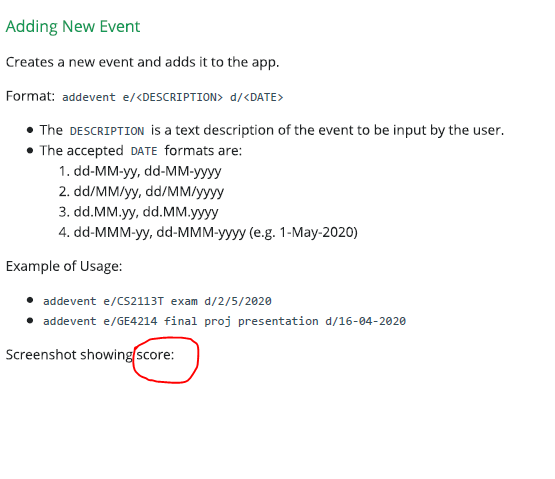 Adding New Event
Creates a new event and adds it to the app.
Format: addevent e/<DESCRIPTION> d/<DATE>
• The DESCRIPTION is a text description of the event to be input by the user.
• The accepted DATE formats are:
1. dd-MM-yy, dd-MM-yyyy
2. dd/MM/yy, dd/MM/yyyy
3. dd.MM.yy, dd.MM.yyyy
4. dd-MMM-yy, dd-MMM-yyyy (e.g. 1-May-2020)
Example of Usage:
• addevent e/CS2113T exam d/2/5/2020
• addevent e/GE4214 final proj presentation d/16-04-2020
Screenshot showing score: